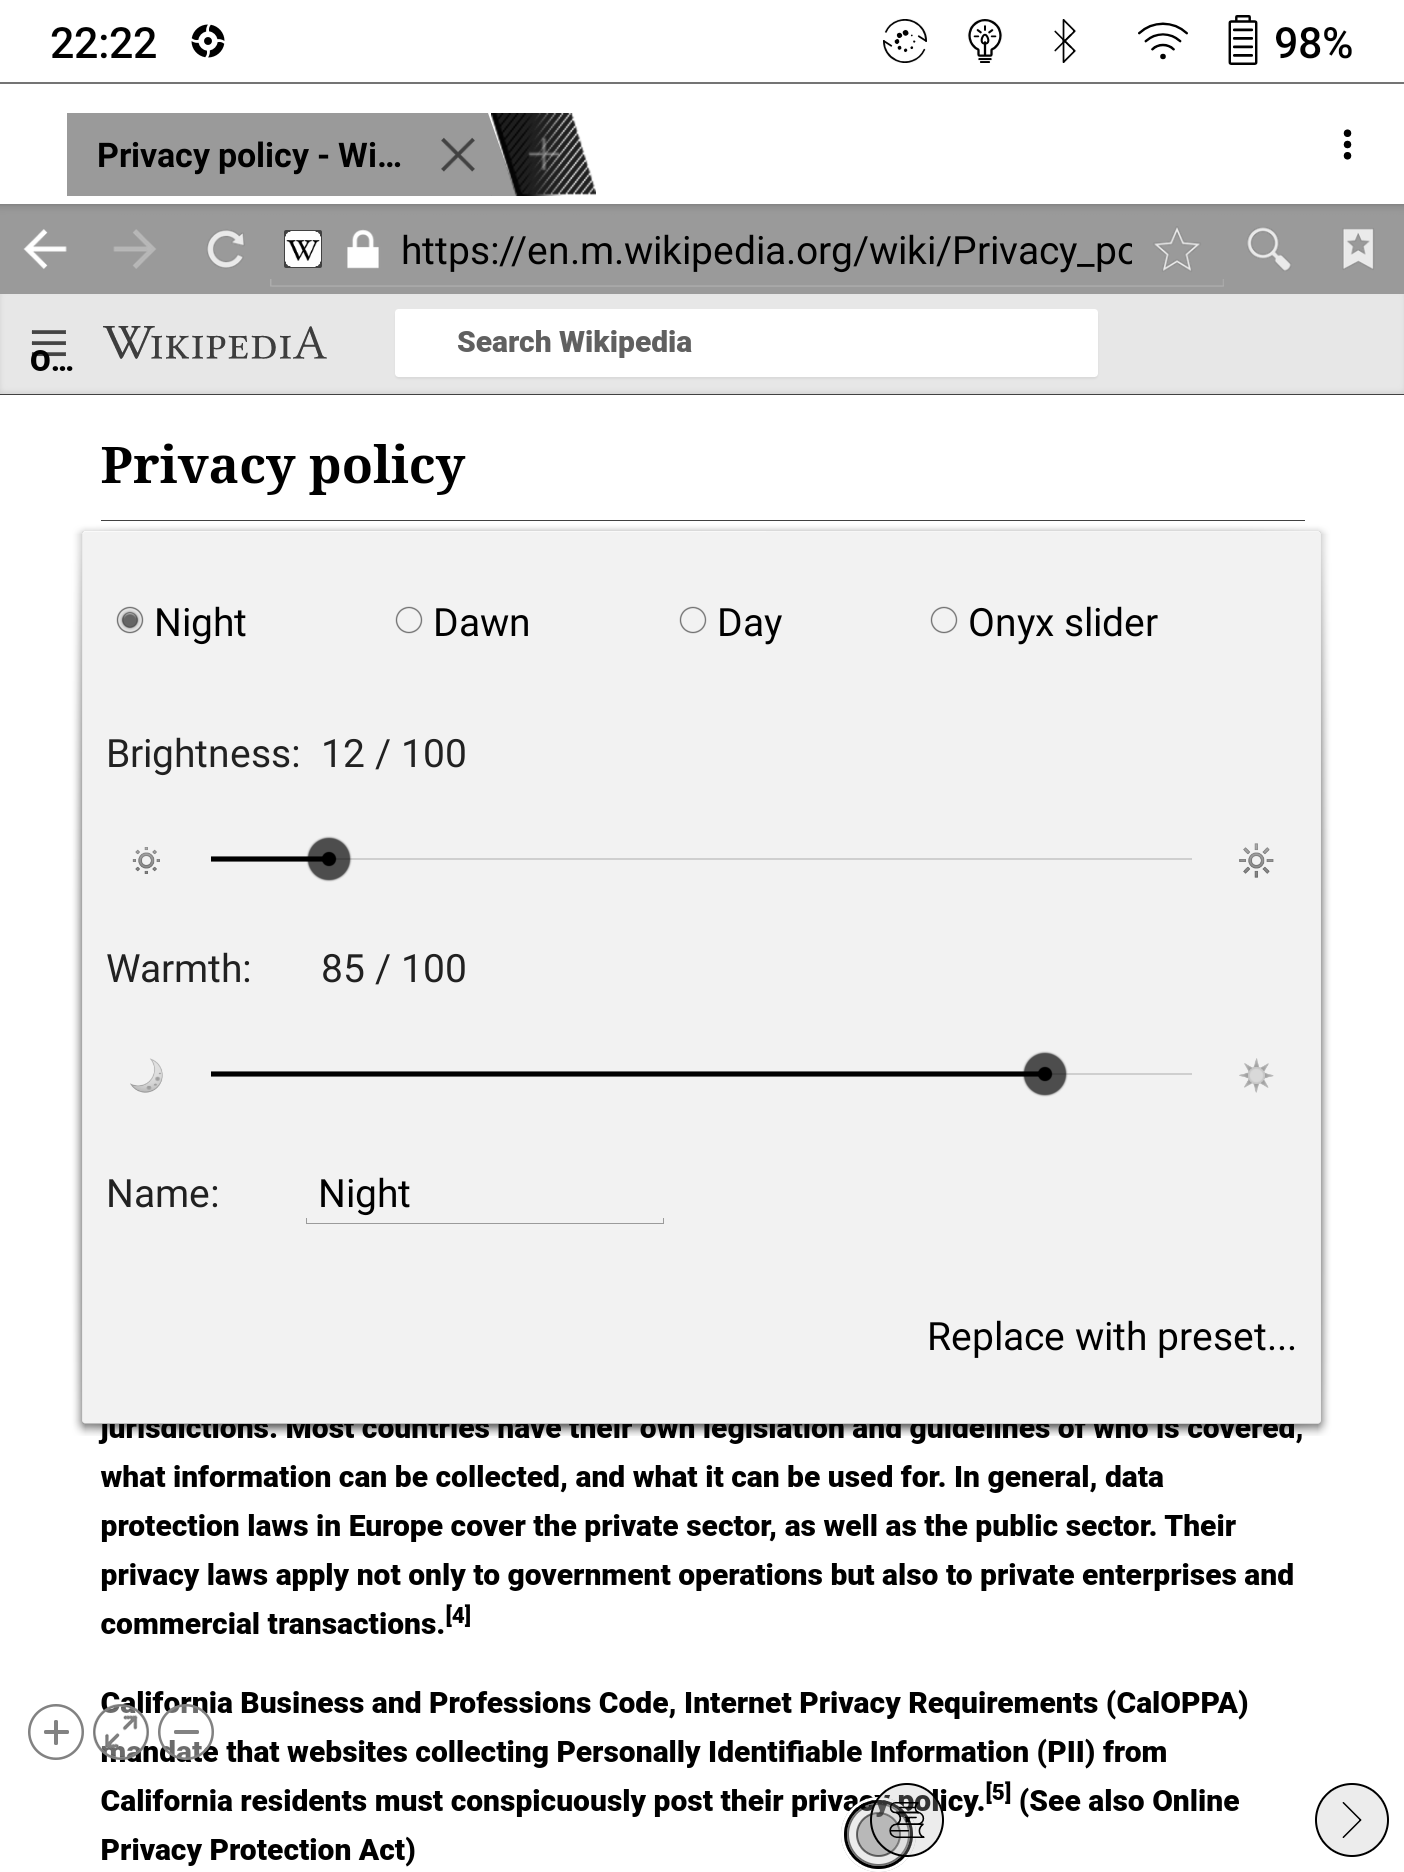 22:22
98%
Privacy policy - Wi...
https://en.m.wikipedia.org/wiki/Privacy_pc
W
O...
WIKIPEDIA
Search Wikipedia
Privacy policy
Night
Dawn
Day
Onyx slider
Brightness: 12 / 100
Warmth: 85 / 100
Name: Night
Replace with preset...
jurisdictions. Most countries have their own legislation and guidelines of who is covered,
what information can be collected, and what it can be used for. In general, data
protection laws in Europe cover the private sector, as well as the public sector. Their
privacy laws apply not only to government operations but also to private enterprises and
commercial transactions.[4]
California Business and Professions Code, Internet Privacy Requirements (CalOPPA)
mandate that websites collecting Personally Identifiable Information (PII) from
California residents must conspicuously post their privacy policy.[5] (See also Online
Privacy Protection Act)